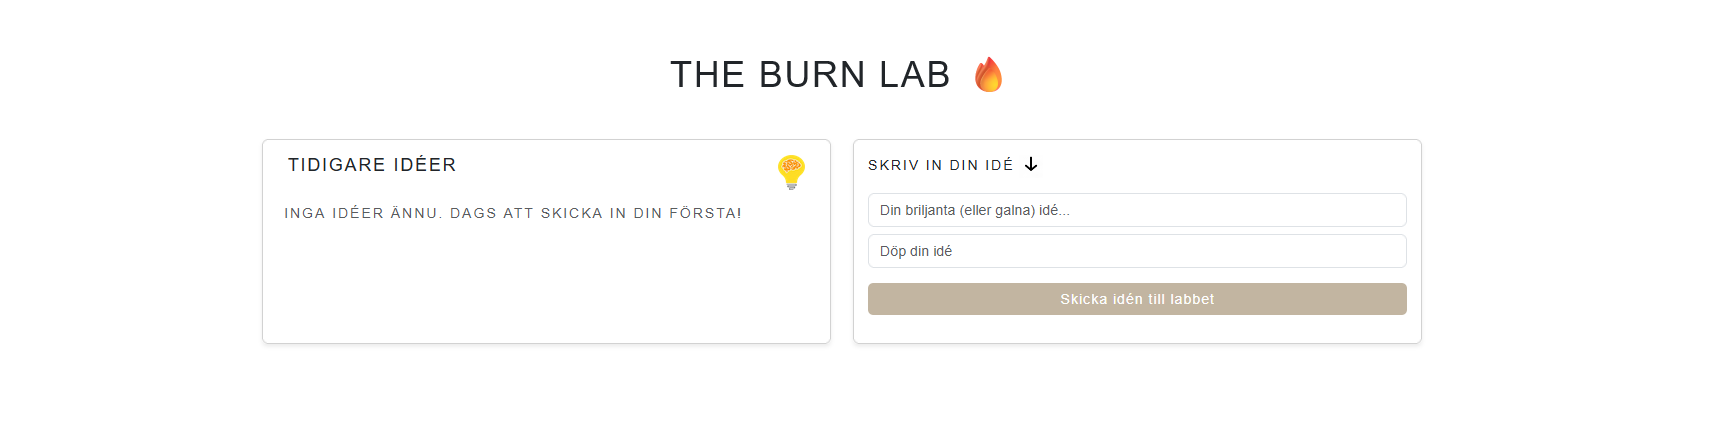 THE BURN LAB
TIDIGARE IDÉER
INGA IDÉER ÄNNU. DAGS ATT SKICKA IN DIN FÖRSTA!
SKRIV IN DIN IDÉ
Din briljanta (eller galna) idé...
Döp din idé
Skicka idén till labbet